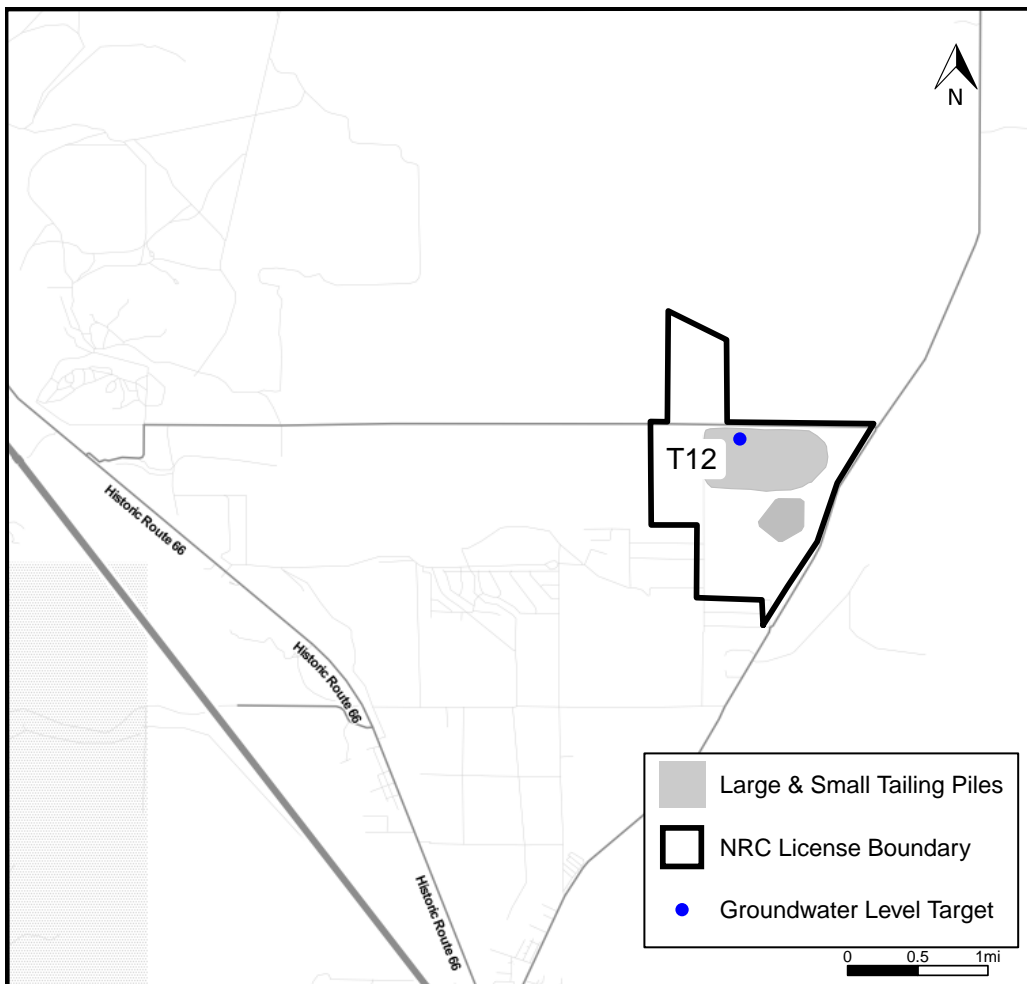 N
T12
Historic Route 66
Historic Route 66
Historic Route 66
Large & Small Tailing Piles
NRC License Boundary
Groundwater Level Target
0 0.5 1mi